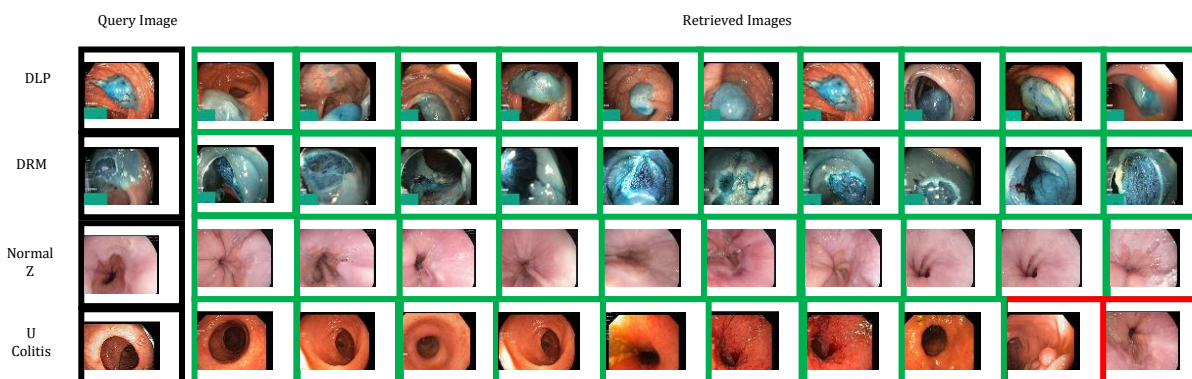 Query Image
Retrieved Images
DLP
DRM
Normal
Z
U
Colitis